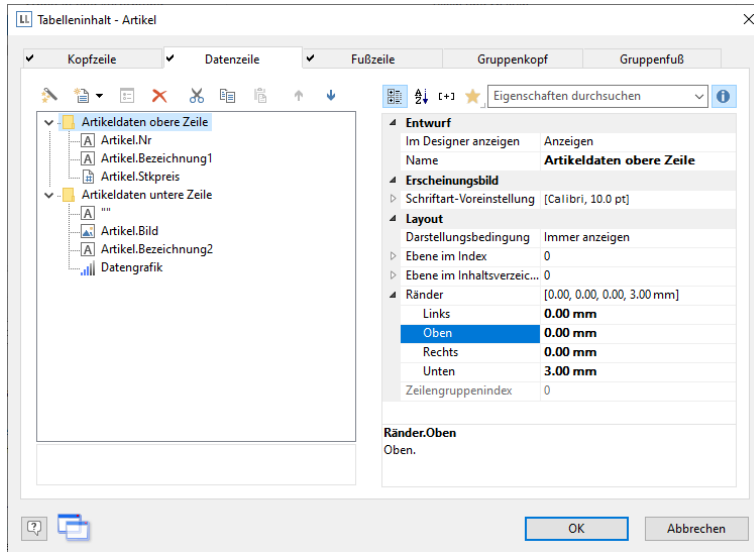 LL Tabelleninhalt - Artikel
Kopfzeile Datenzeile Fußzeile Gruppenkopf Gruppenfuß
Eigenschaften durchsuchen
Artikeldaten obere Zeile
Artikel.Nr
Artikel.Bezeichnung1
Artikel.Stkpreis
Artikeldaten untere Zeile
""
Artikel.Bild
Artikel.Bezeichnung2
Datengrafik
Entwurf
Im Designer anzeigen Anzeigen
Name Artikeldaten obere Zeile
Erscheinungsbild
Schriftart-Voreinstellung [Calibri, 10.0 pt]
Layout
Darstellungsbedingung Immer anzeigen
Ebene im Index 0
Ebene im Inhaltsverzeic... 0
Ränder [0.00, 0.00, 0.00, 3.00 mm]
Links 0.00 mm
Oben 0.00 mm
Rechts 0.00 mm
Unten 3.00 mm
Zeilengruppenindex 0
Ränder.Oben
Oben.
OK Abbrechen